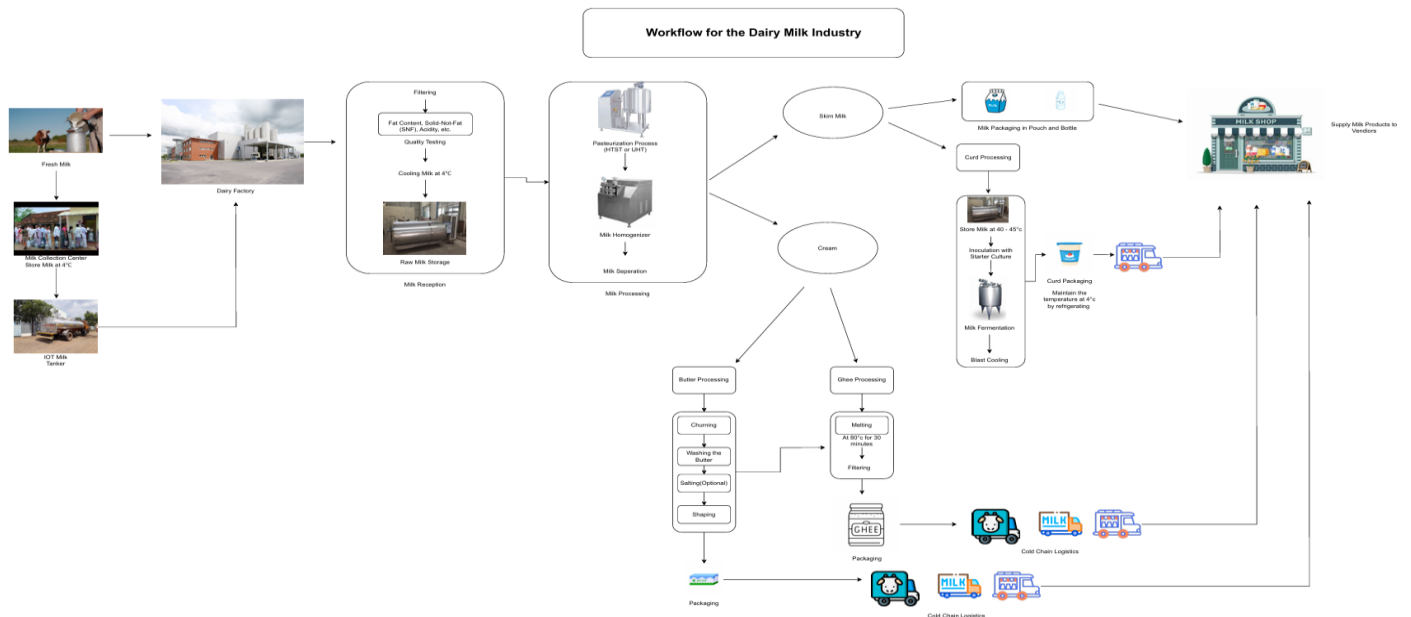 Workflow for the Dairy Milk Industry
Fresh Milk
Milk Collection Center
Store Milk at 4°C
IOT Milk
Tanker
Dairy Factory
Filtering
Fat Content, Solid-Not-Fat
(SNF), Acidity, etc.
Quality Testing
Cooling Milk at 4°C
Raw Milk Storage
Milk Reception
Pasteurization Process
(HTST or UHT)
Milk Homogenizer
Milk Seperation
Milk Processing
Skim Milk
Cream
Milk Packaging in Pouch and Bottle
Curd Processing
Store Milk at 40 - 45°c
Inoculation with
Starter Culture
Milk Fermentation
Blast Cooling
Curd Packaging
Maintain the
temperature at 4°c
by refrigerating
MILK SHOP
Supply Milk Products to
Vendiors
Butter Processing
Churning
Washing the
Butter
Salting(Optional)
Shaping
Packaging
Ghee Processing
Melting
At 80°c for 30
minutes
Filtering
GHEE
Packaging
MILK
Cold Chain Logistics
MILK
Cold Chain Logistics